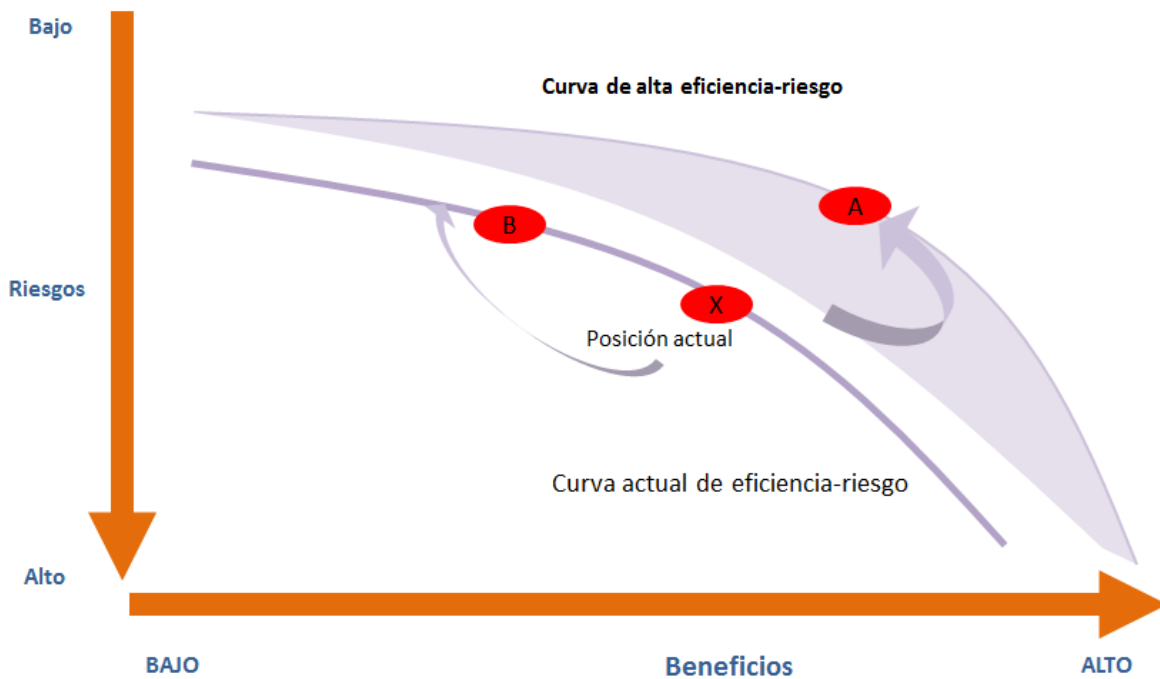 Bajo
Curva de alta eficiencia-riesgo
A
B
Riesgos
X
Posición actual
Curva actual de eficiencia-riesgo
Alto
BAJO
Beneficios
ALTO